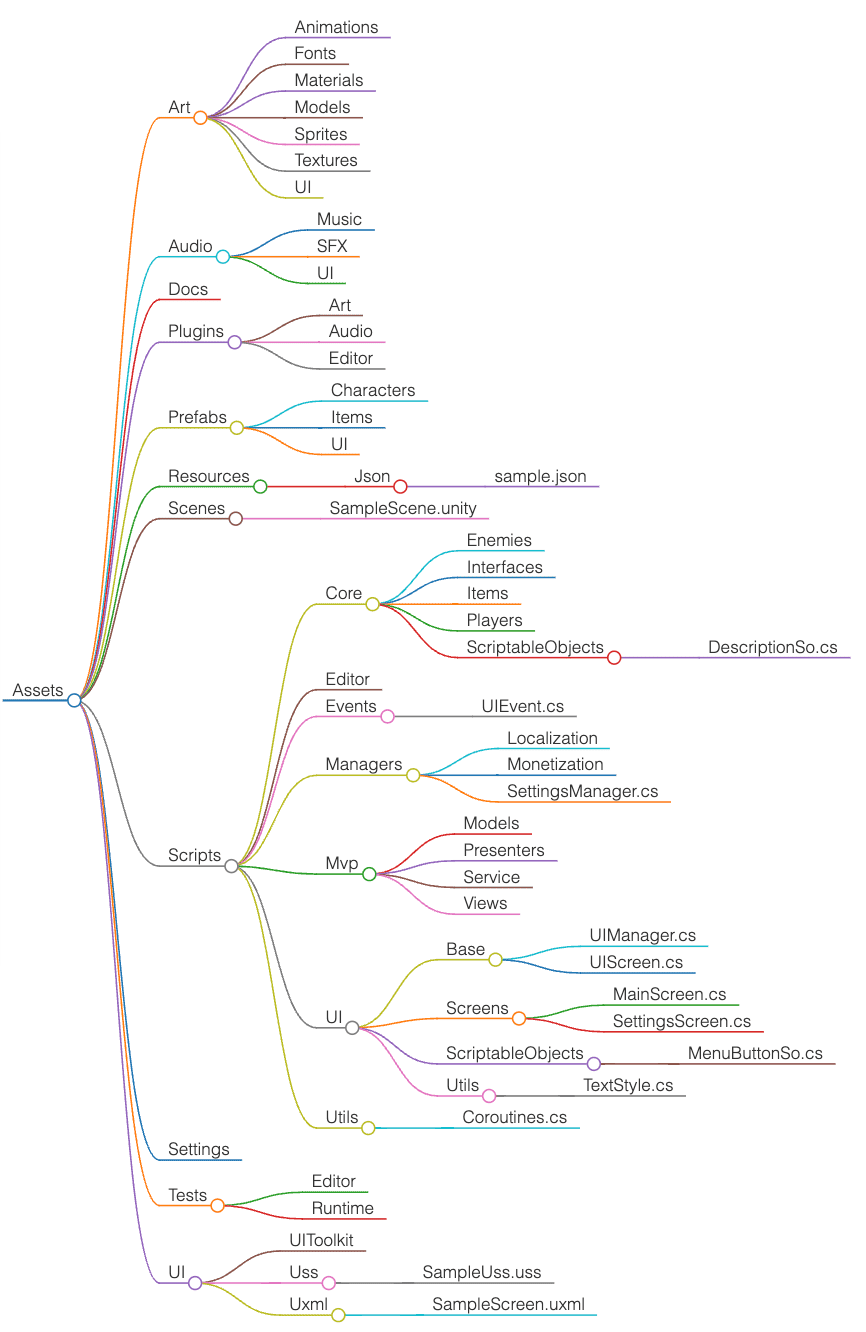 Assets
Art
Animations
Fonts
Materials
Models
Sprites
Textures
UI
Audio
Music
SFX
UI
Docs
Plugins
Art
Audio
Editor
Prefabs
Characters
Items
UI
Resources
Json
sample.json
Scenes
SampleScene.unity
Scripts
Core
Enemies
Interfaces
Items
Players
ScriptableObjects
DescriptionSo.cs
Editor
Events
UIEvent.cs
Managers
Localization
Monetization
SettingsManager.cs
Mvp
Models
Presenters
Service
Views
UI
Base
UIManager.cs
UIScreen.cs
Screens
MainScreen.cs
SettingsScreen.cs
ScriptableObjects
MenuButtonSo.cs
Utils
TextStyle.cs
Utils
Coroutines.cs
Settings
Tests
Editor
Runtime
UI
UIToolkit
Uss
SampleUss.uss
Uxml
SampleScreen.uxml